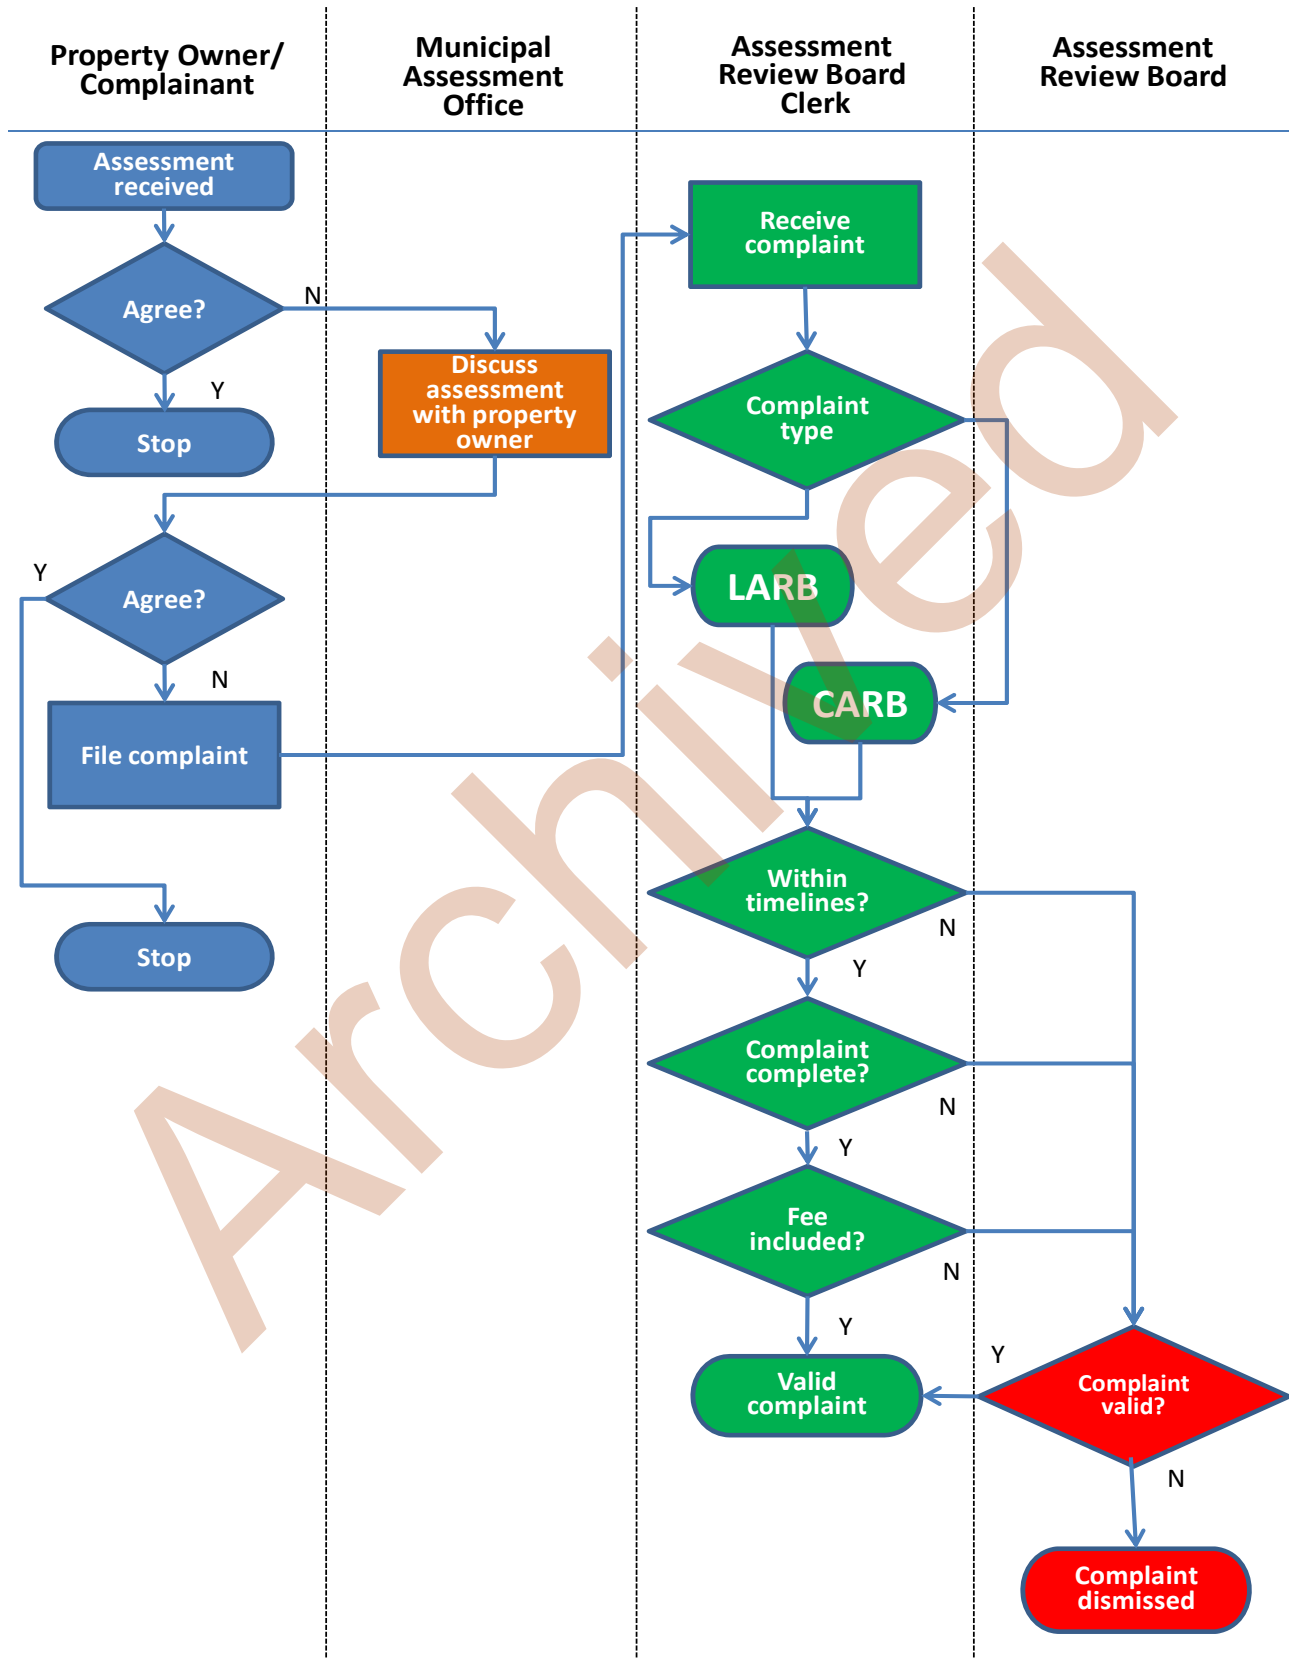 Property Owner/
Complainant
Municipal
Assessment
Office
Assessment
Review Board
Clerk
Assessment
Review Board
Assessment
received
Agree?
N
Y
Stop
Discuss
assessment
with property
owner
Agree?
Y
N
File complaint
Stop
Receive
complaint
Complaint
type
LARB
CARB
Within
timelines?
N
Y
Complaint
complete?
N
Y
Fee
included?
N
Y
Valid
complaint
Y
Complaint
valid?
N
Complaint
dismissed
Archived